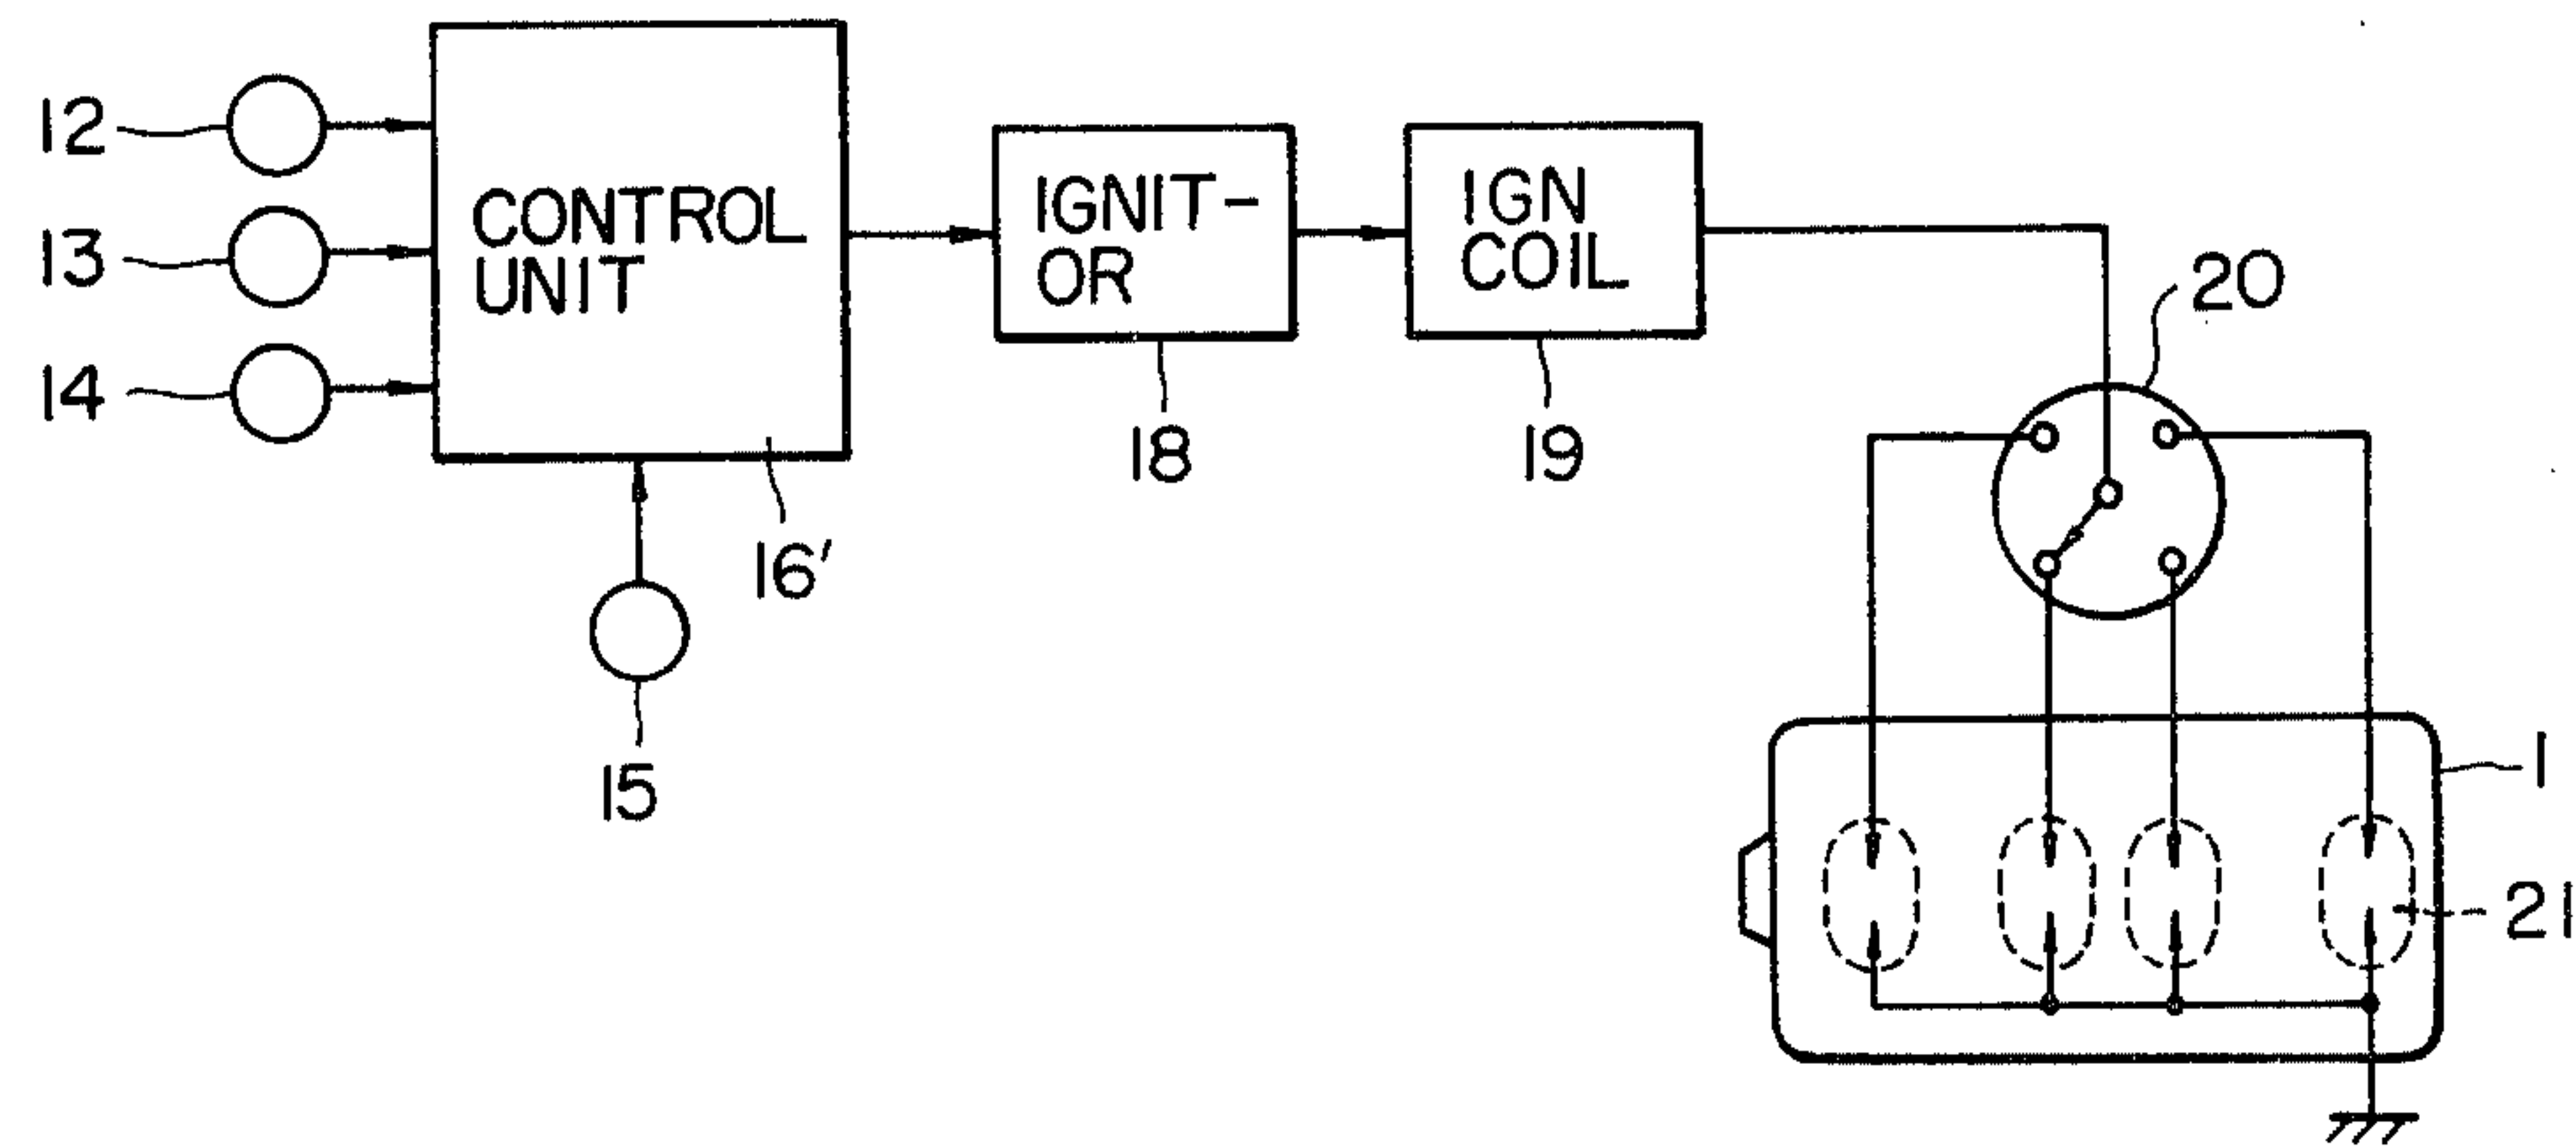 12
13
14
CONTROL
UNIT
16'
15
IGNIT-
OR
18
IGN
COIL
19
20
1
21